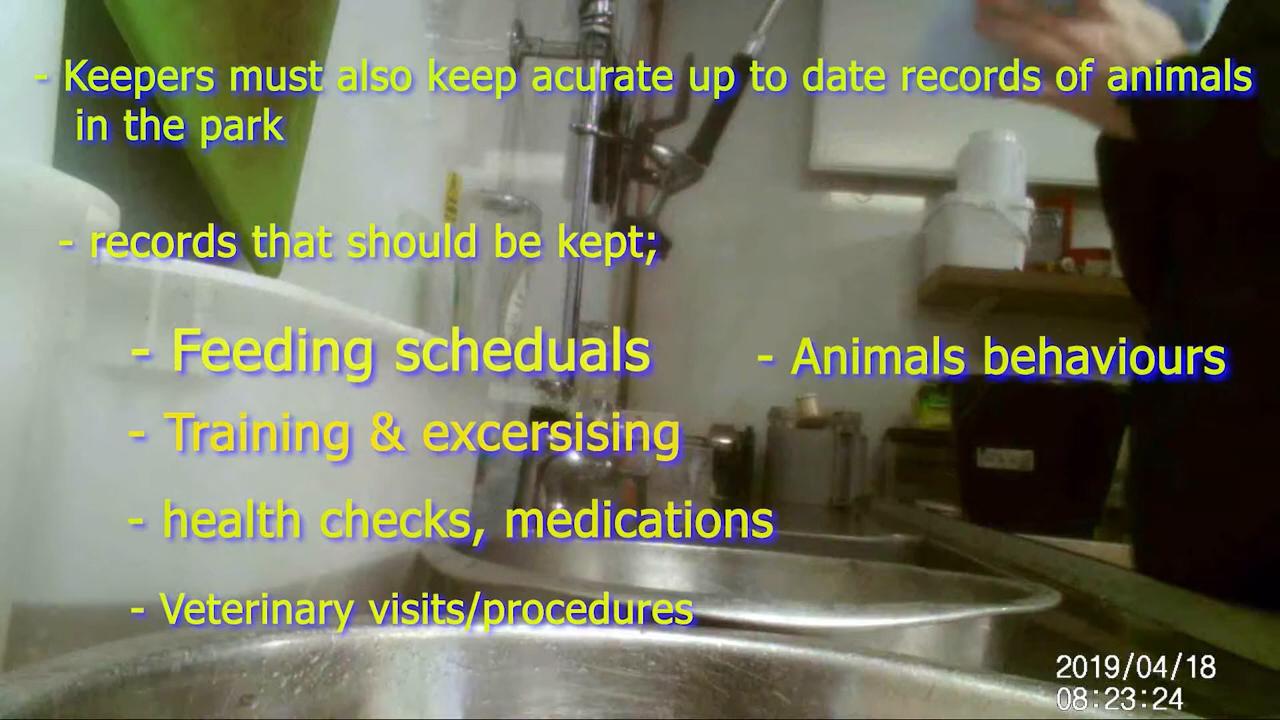 - Keepers must also keep acurate up to date records of animals
in the park
- records that should be kept;
- Feeding scheduals
- Animals behaviours
- Training & excersising
- health checks, medications
- Veterinary visits/procedures
2019/04/18
08:23:24